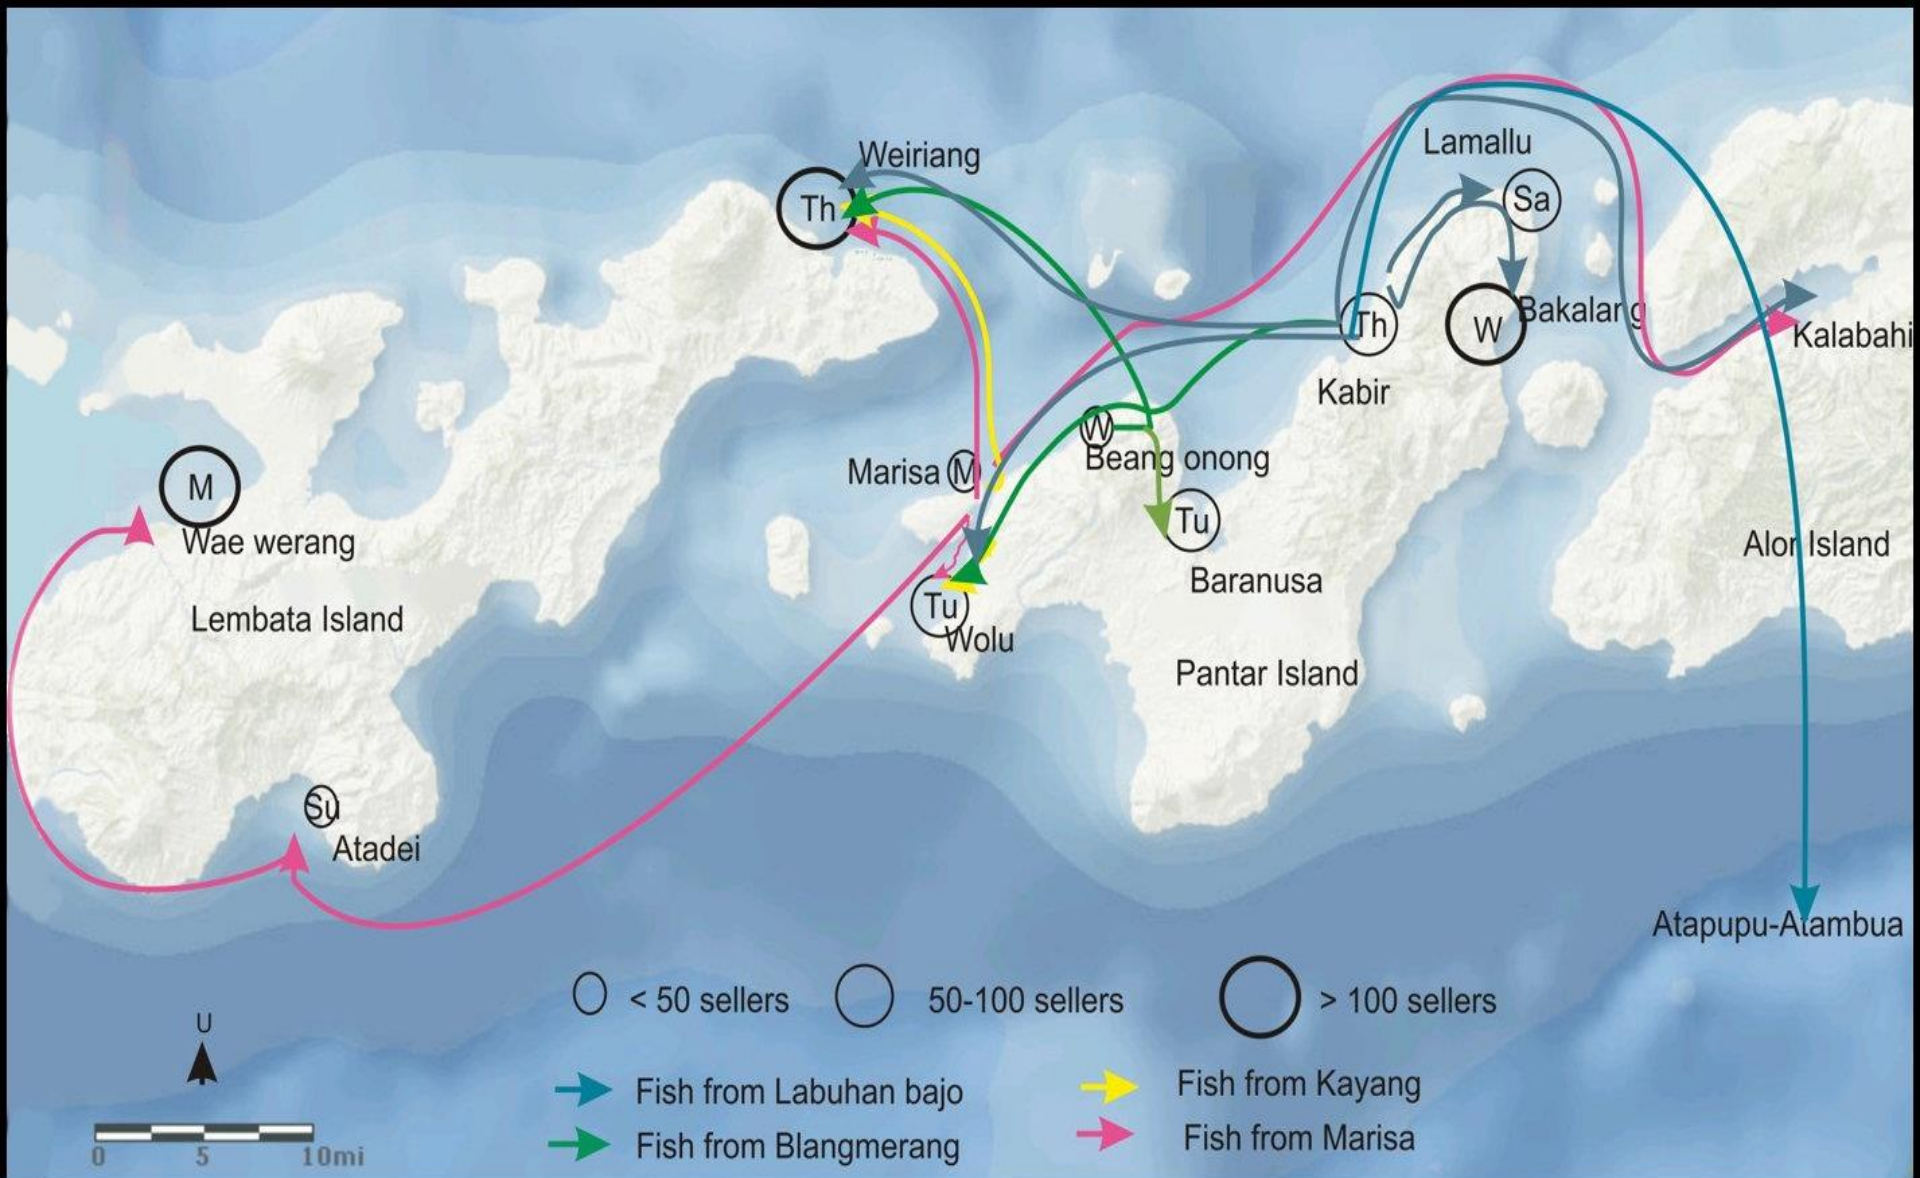 Weiriang
Th
Lamallu
Sa
Th
W
Bakalang
Kalabahi
Kabir
W
Beang onong
Marisa
M
M
Wae werang
Tu
Baranusa
Alor Island
Tu
Wolu
Lembata Island
Pantar Island
Su
Atadei
Atapupu-Atambua
< 50 sellers
50-100 sellers
> 100 sellers
U
Fish from Labuhan bajo
Fish from Kayang
Fish from Blangmerang
Fish from Marisa
0 5 10mi